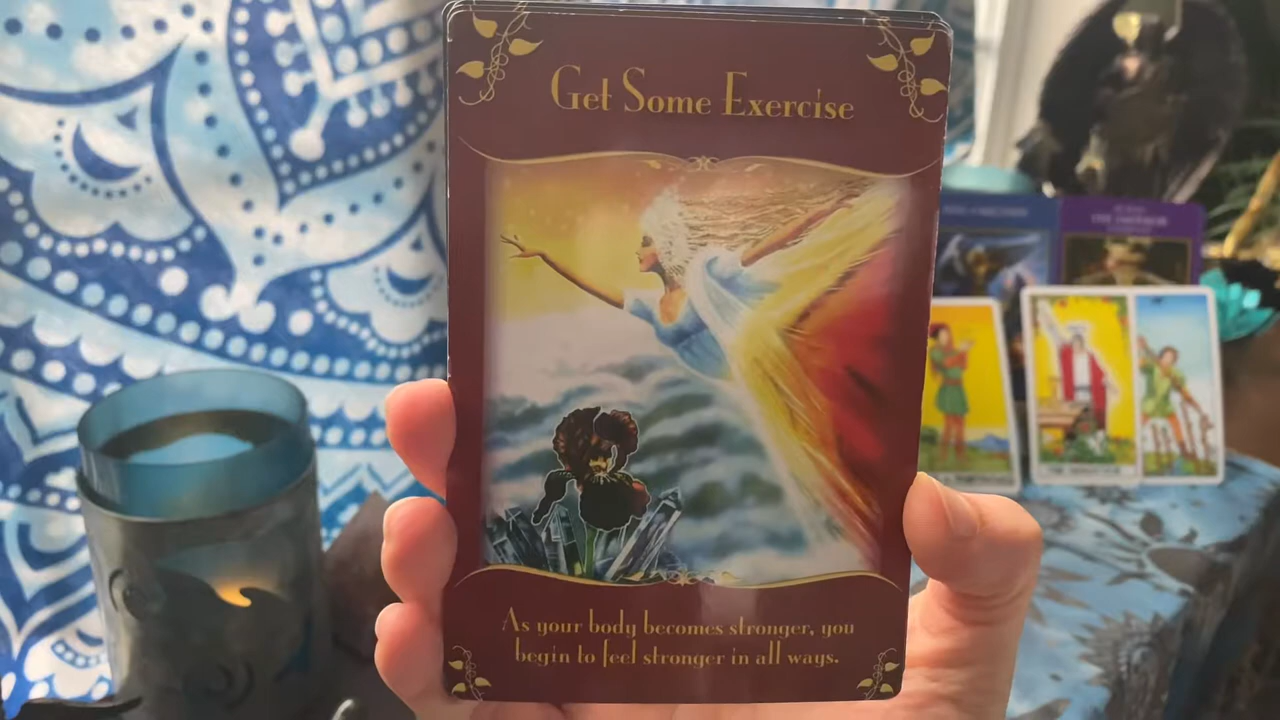 Get Some Exercise
As your body becomes stronger, you
begin to feel stronger in all ways.